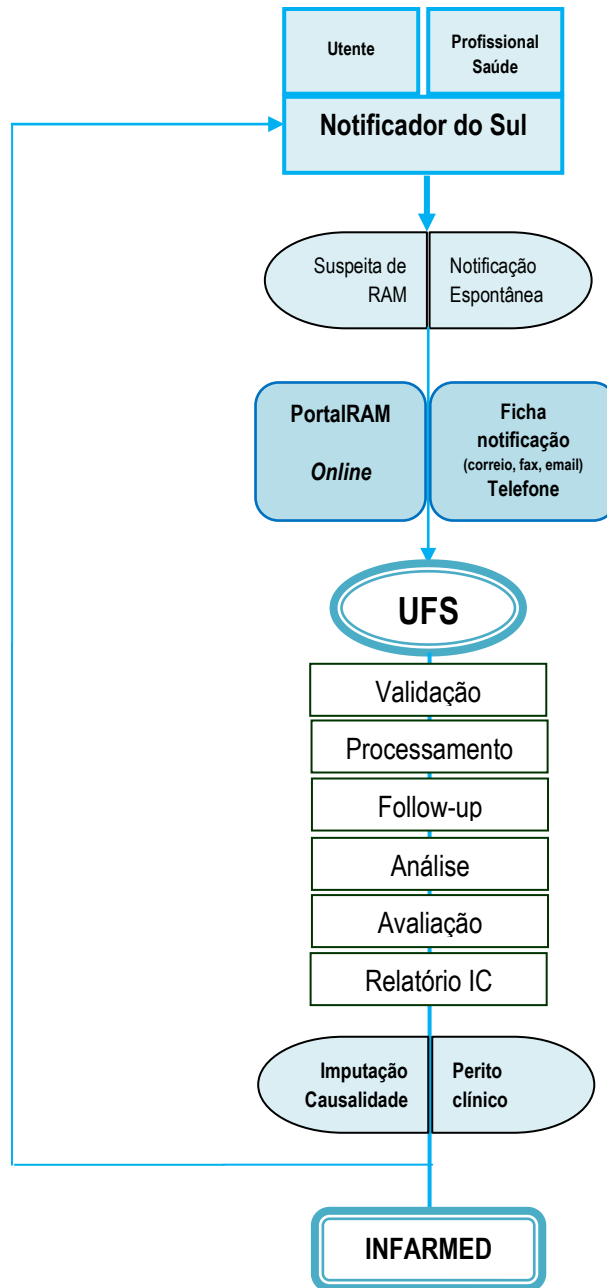 Utente
Profissional
Saúde
Notificador do Sul
Suspeita de
RAM
Notificação
Espontânea
PortalRAM
Online
Ficha
notificação
(correio, fax, email)
Telefone
UFS
Validação
Processamento
Follow-up
Análise
Avaliação
Relatório IC
Imputação
Causalidade
Perito
clínico
INFARMED